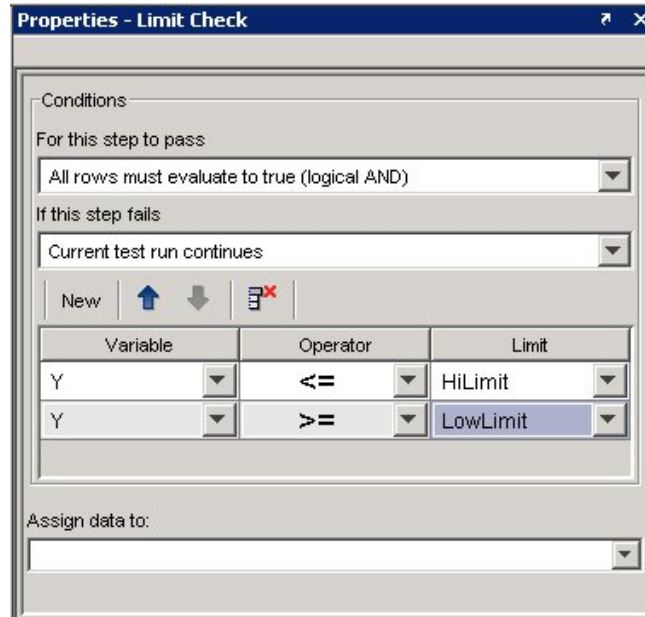 Properties - Limit Check
Conditions
For this step to pass
All rows must evaluate to true (logical AND)
If this step fails
Current test run continues
New
Variable Operator Limit
Y <= HiLimit
Y >= LowLimit
Assign data to: